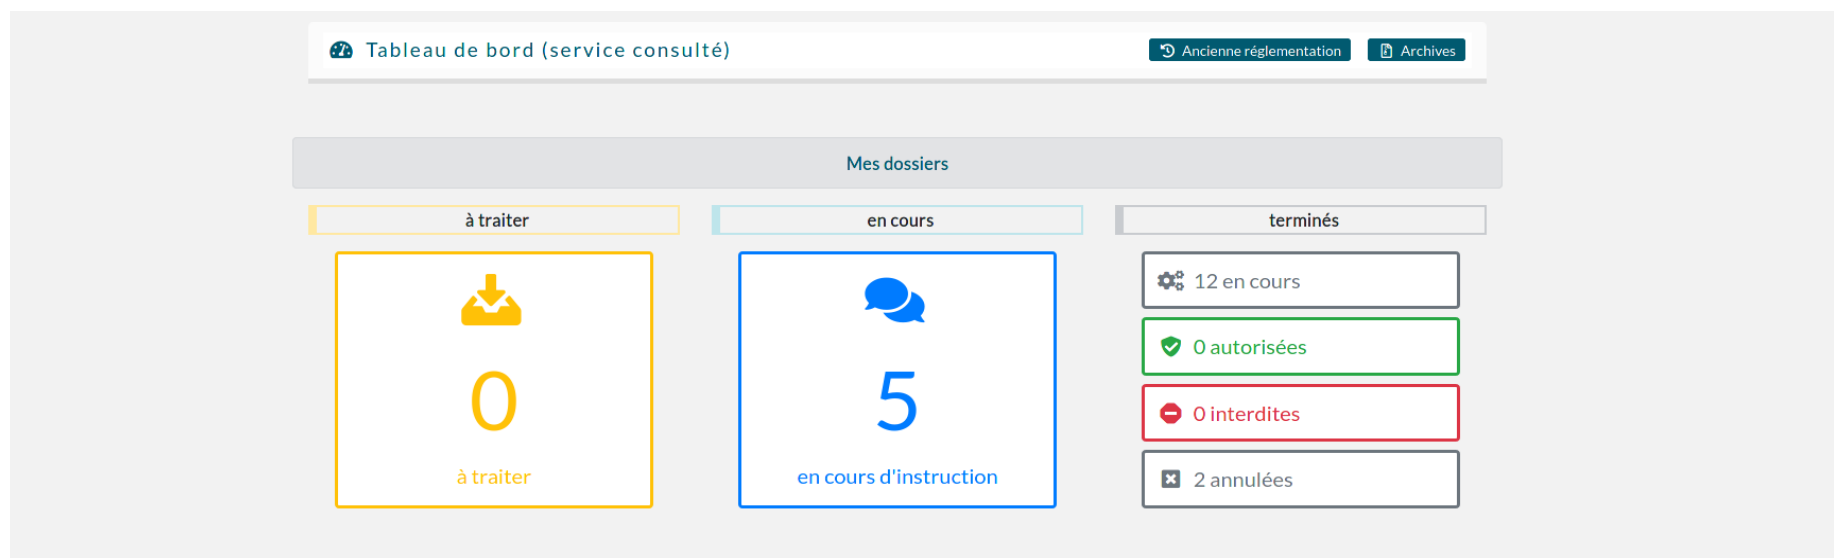 Tableau de bord (service consulté)
Ancienne réglementation
Archives
Mes dossiers
à traiter
en cours
terminés
0
à traiter
5
en cours d'instruction
12 en cours
0 autorisées
0 interdites
2 annulées